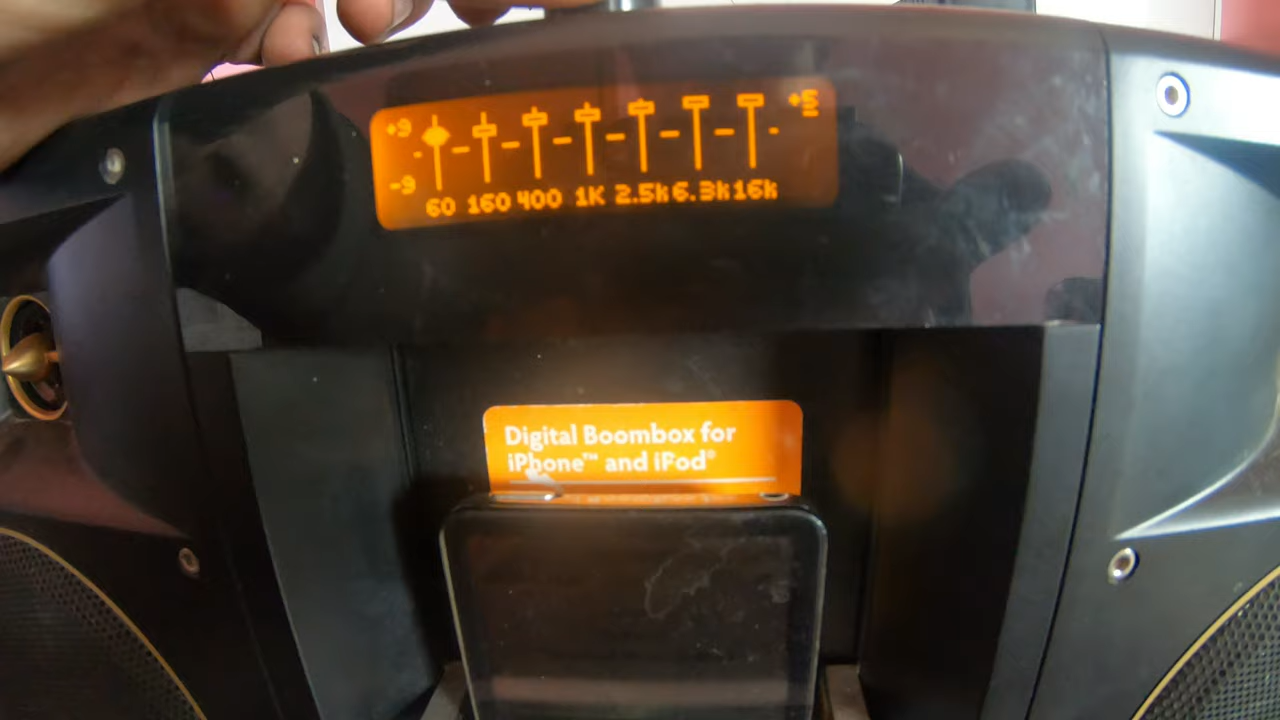 +9 +5
-9
60 160 400 1K 2.5k 6.3k 16k
Digital Boombox for
iPhone™ and iPod®